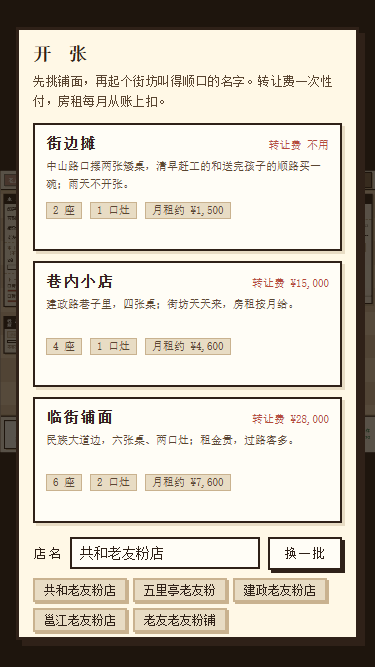 开 张
先挑铺面，再起个街坊叫得顺口的名字。转让费一次性
付，房租每月从账上扣。
街边摊
转让费 不用
中山路口摆两张矮桌，清早赶工的和送完孩子的顺路买一
碗；雨天不开张。
2 座
1 口灶
月租约 ¥1,500
巷内小店
转让费 ¥15,000
建政路巷子里，四张桌；街坊天天来，房租按月给。
4 座
1 口灶
月租约 ¥4,600
临街铺面
转让费 ¥28,000
民族大道边，六张桌、两口灶；租金贵，过路客多。
6 座
2 口灶
月租约 ¥7,600
店名
共和老友粉店
换一批
共和老友粉店
五里亭老友粉
建政老友粉店
邕江老友粉店
老友老友粉铺